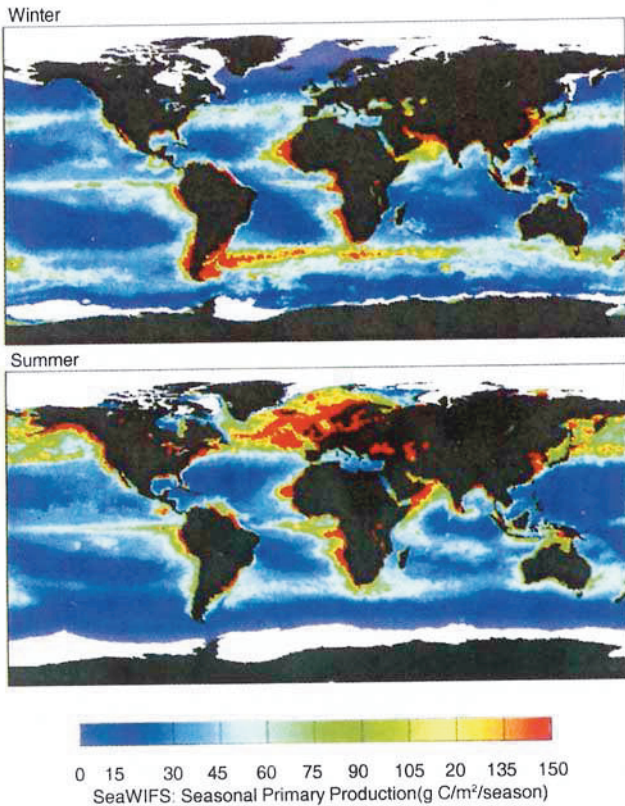 Winter
Summer
0 15 30 45 60 75 90 105 20 135 150
SeaWIFS: Seasonal Primary Production(g C/m²/season)